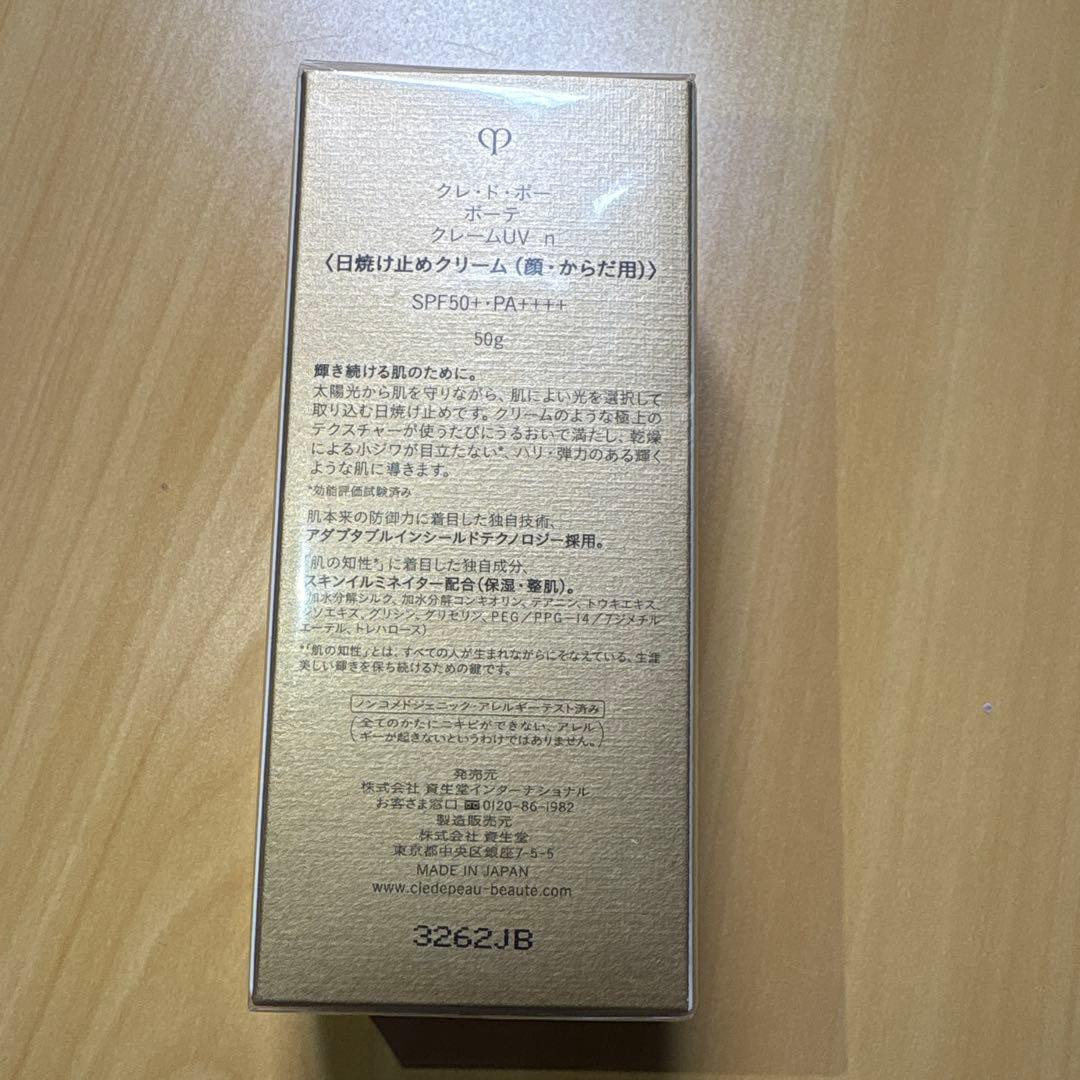 クレ・ド・ポー
ボーテ
クレームUV n
〈日焼け止めクリーム(顔・からだ用)〉
SPF50+・PA++++
50g
輝き続ける肌のために。
太陽光から肌を守りながら、肌によい光を選択して
取り込む日焼け止めです。クリームのような極上の
テクスチャーが使うたびにうるおいで満たし、乾燥
による小ジワが目立たない*、ハリ・弾力のある輝く
ような肌に導きます。
*効能評価試験済み
肌本来の防御力に着目した独自技術、
アダプタブルインシールドテクノロジー採用。
「肌の知性*」に着目した独自成分、
スキンイルミネイター配合(保湿・整肌)。
(加水分解シルク、加水分解コンキオリン、テアニン、トウキエキス、
シソエキス、グリシン、グリセリン、PEG/PPG-14/7ジメチル
エーテル、トレハロース)
*「肌の知性」とは、すべての人が生まれながらにそなえている、生涯
美しい輝きを保ち続けるための鍵です。
ノンコメドジェニック・アレルギーテスト済み
(全てのかたにニキビができない、アレル
ギーが起きないというわけではありません。)
発売元
株式会社 資生堂インターナショナル
お客さま窓口 0120-86-1982
製造販売元
株式会社 資生堂
東京都中央区銀座7-5-5
MADE IN JAPAN
www.cledepeau-beaute.com
3262JB